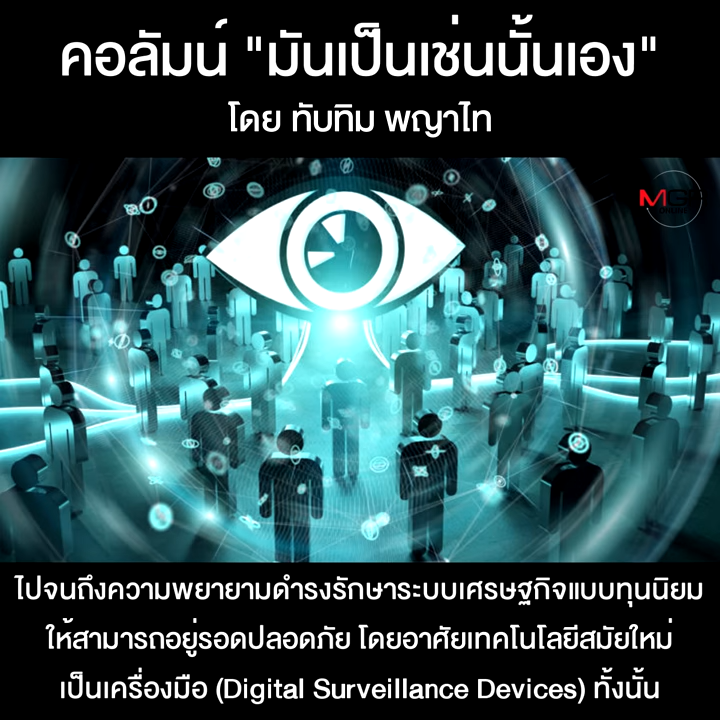 คอลัมน์ "มันเป็นเช่นนั้นเอง"
โดย ทับทิม พญาไท
MGR
ONLINE
ไปจนถึงความพยายามดำรงรักษาระบบเศรษฐกิจแบบทุนนิยม
ให้สามารถอยู่รอดปลอดภัย โดยอาศัยเทคโนโลยีสมัยใหม่
เป็นเครื่องมือ (Digital Surveillance Devices) ทั้งนั้น